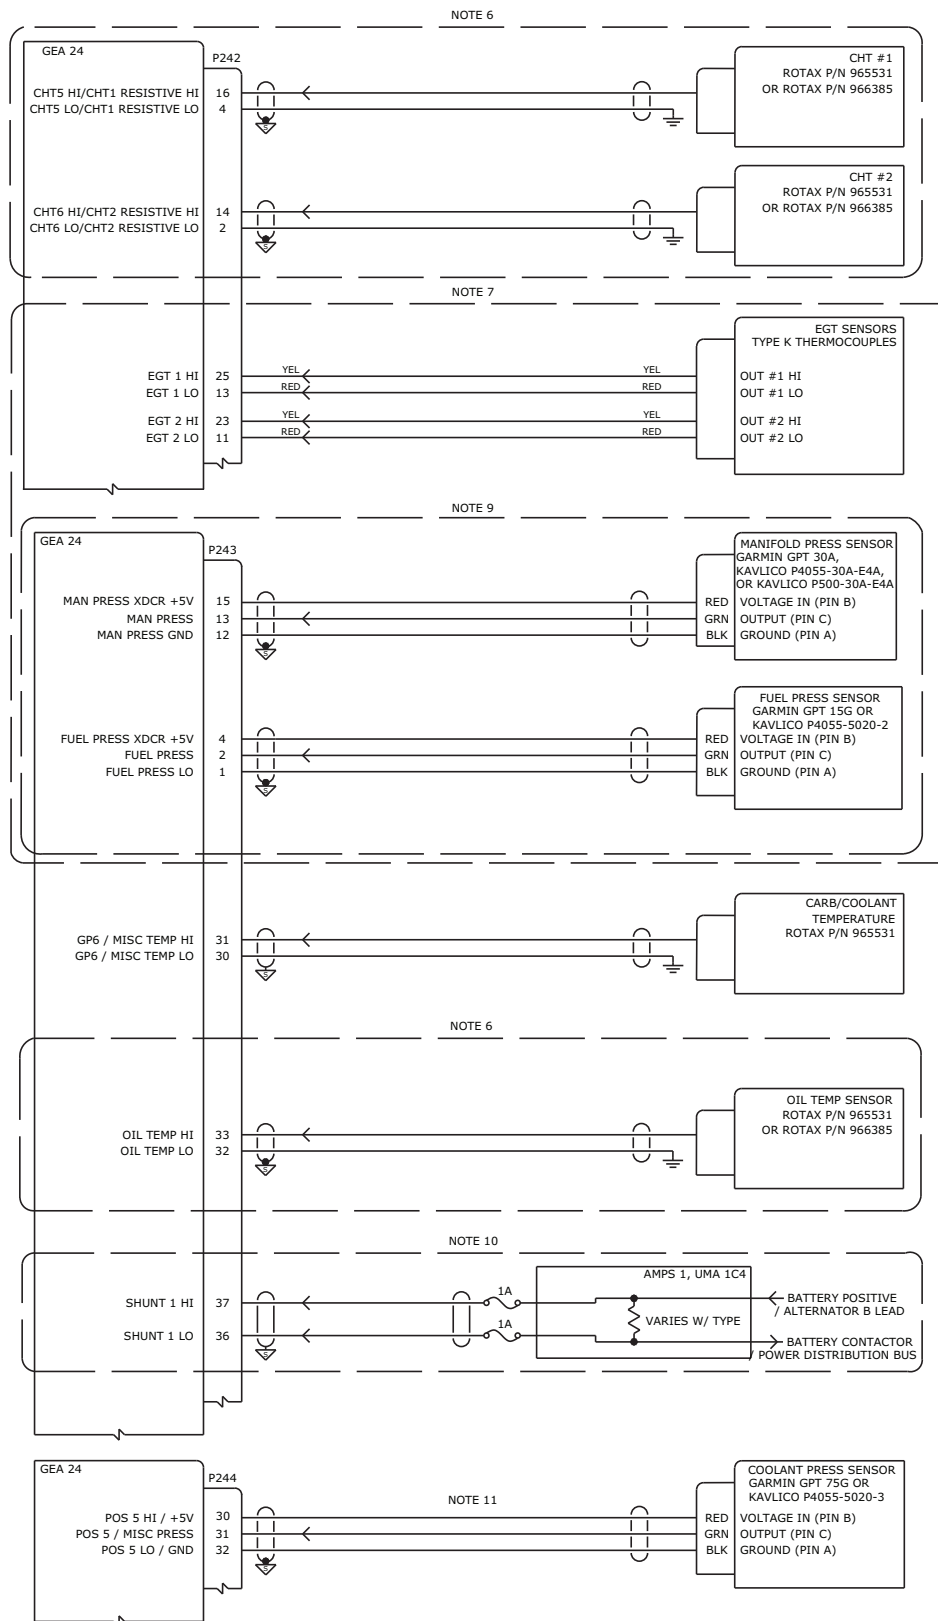 NOTE 6
GEA 24
P242
CHT #1
ROTAX P/N 965531
OR ROTAX P/N 966385
CHT5 HI/CHT1 RESISTIVE HI 16
CHT5 LO/CHT1 RESISTIVE LO 4
S
CHT #2
ROTAX P/N 965531
OR ROTAX P/N 966385
CHT6 HI/CHT2 RESISTIVE HI 14
CHT6 LO/CHT2 RESISTIVE LO 2
S
NOTE 7
EGT SENSORS
TYPE K THERMOCOUPLES
EGT 1 HI 25 YEL YEL OUT #1 HI
EGT 1 LO 13 RED RED OUT #1 LO
EGT 2 HI 23 YEL YEL OUT #2 HI
EGT 2 LO 11 RED RED OUT #2 LO
NOTE 9
GEA 24
P243
MANIFOLD PRESS SENSOR
GARMIN GPT 30A,
KAVLICO P4055-30A-E4A,
OR KAVLICO P500-30A-E4A
MAN PRESS XDCR +5V 15 RED VOLTAGE IN (PIN B)
MAN PRESS 13 GRN OUTPUT (PIN C)
MAN PRESS GND 12 BLK GROUND (PIN A)
S
FUEL PRESS SENSOR
GARMIN GPT 15G OR
KAVLICO P4055-5020-2
FUEL PRESS XDCR +5V 4 RED VOLTAGE IN (PIN B)
FUEL PRESS 2 GRN OUTPUT (PIN C)
FUEL PRESS LO 1 BLK GROUND (PIN A)
S
CARB/COOLANT
TEMPERATURE
ROTAX P/N 965531
GP6 / MISC TEMP HI 31
GP6 / MISC TEMP LO 30
S
NOTE 6
OIL TEMP SENSOR
ROTAX P/N 965531
OR ROTAX P/N 966385
OIL TEMP HI 33
OIL TEMP LO 32
S
NOTE 10
AMPS 1, UMA 1C4
SHUNT 1 HI 37 1A BATTERY POSITIVE
/ ALTERNATOR B LEAD
VARIES W/ TYPE
SHUNT 1 LO 36 1A BATTERY CONTACTOR
/ POWER DISTRIBUTION BUS
S
GEA 24
P244
COOLANT PRESS SENSOR
GARMIN GPT 75G OR
KAVLICO P4055-5020-3
NOTE 11
POS 5 HI / +5V 30 RED VOLTAGE IN (PIN B)
POS 5 / MISC PRESS 31 GRN OUTPUT (PIN C)
POS 5 LO / GND 32 BLK GROUND (PIN A)
S